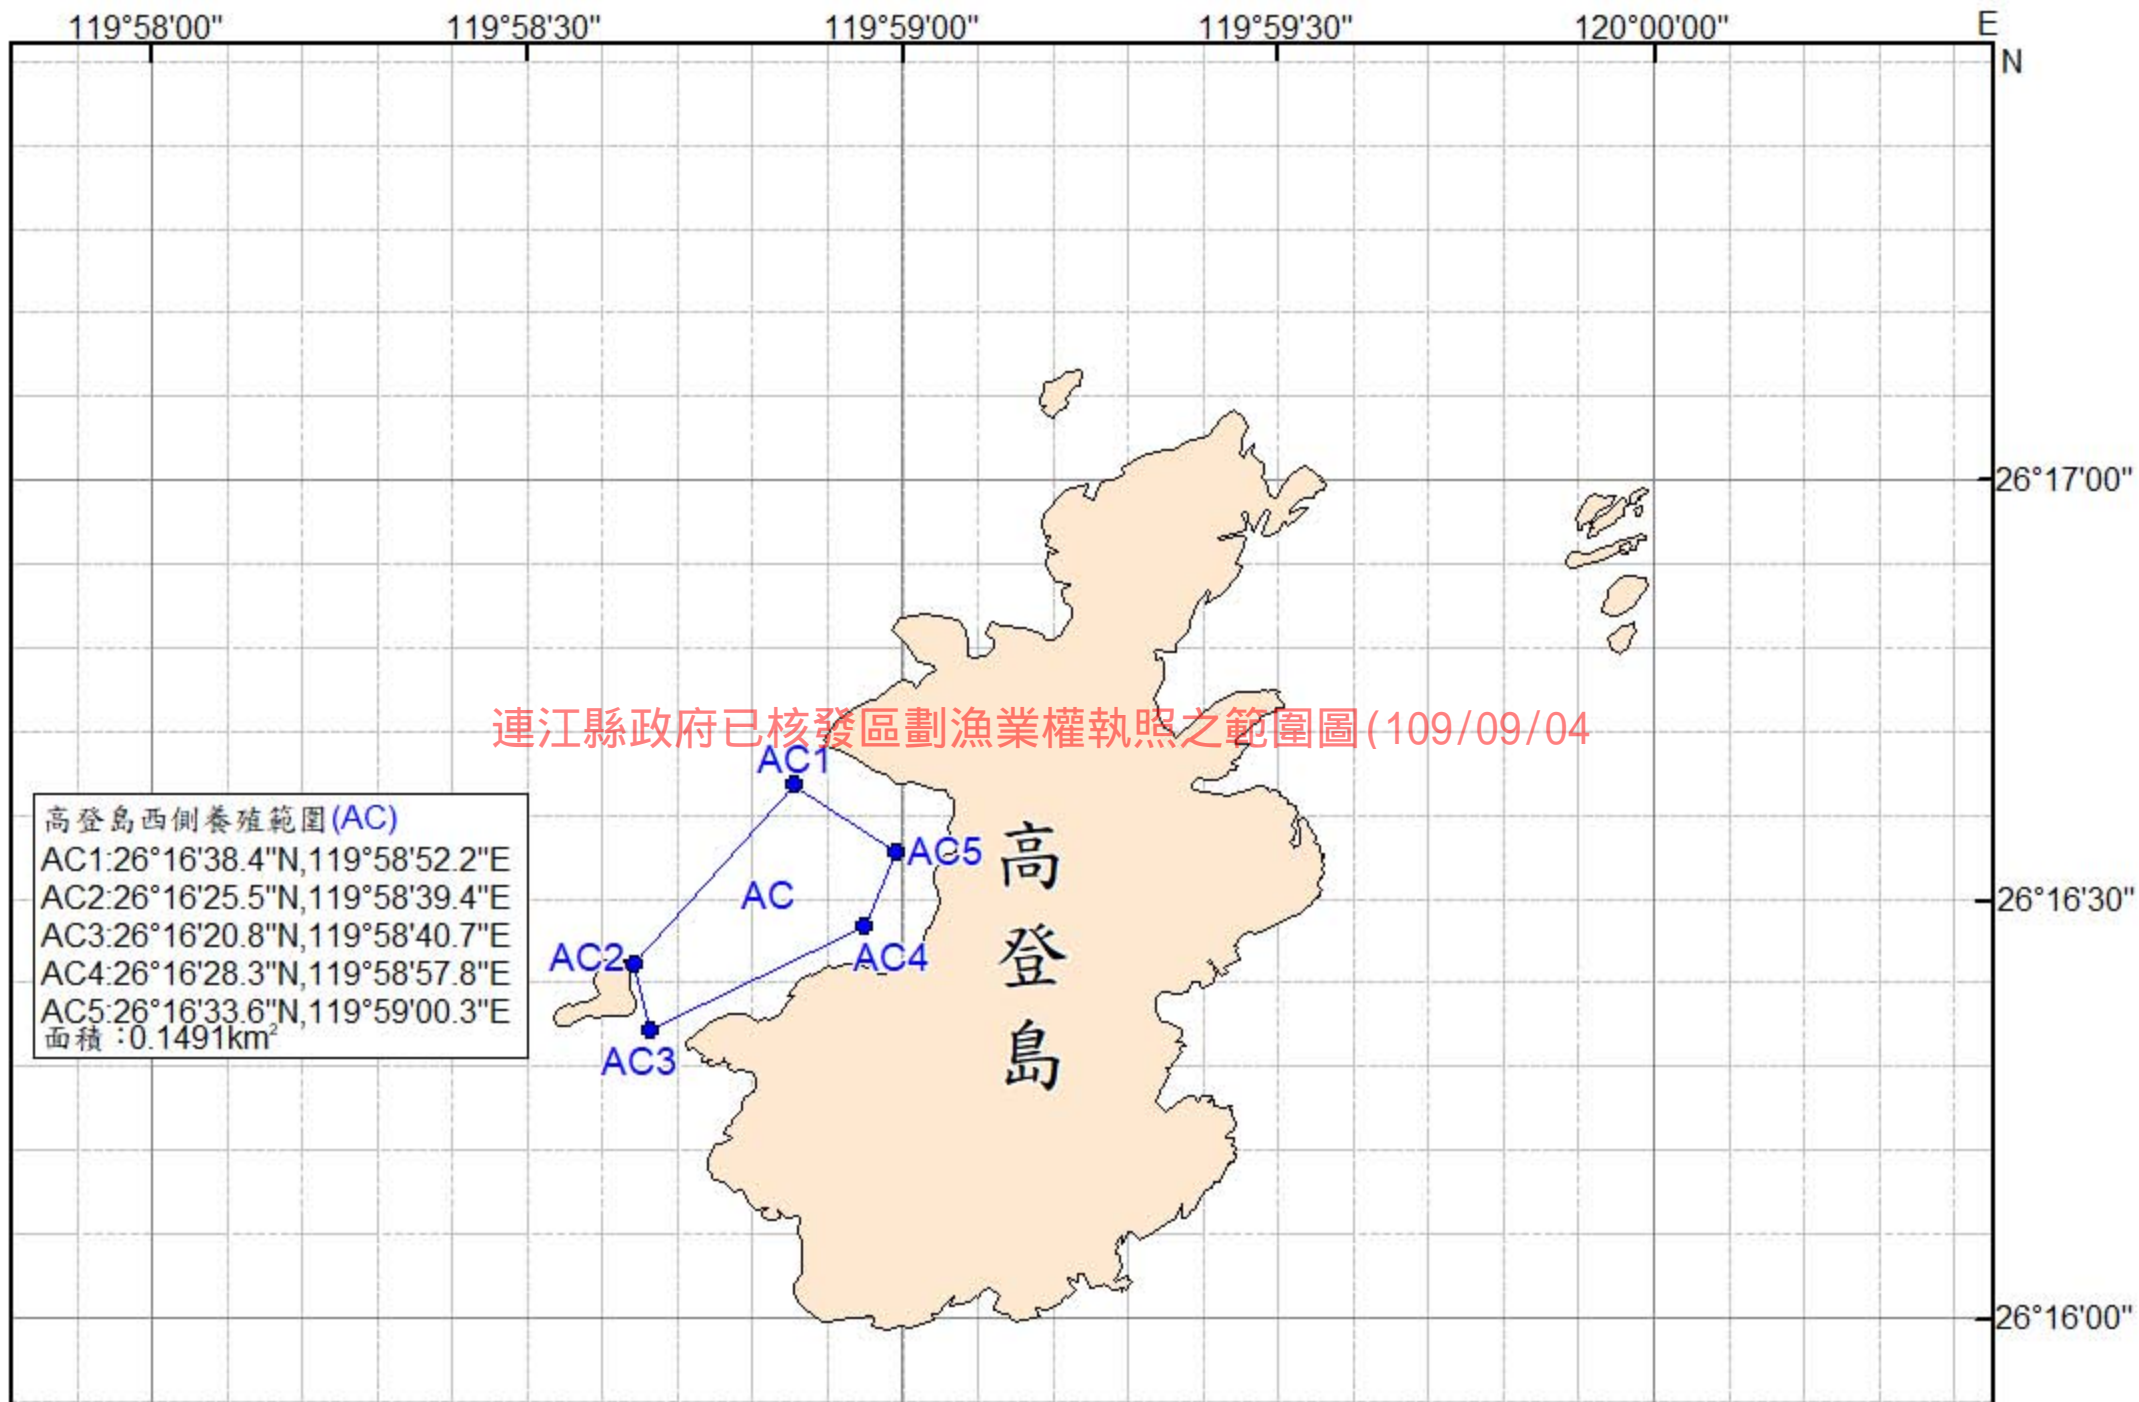 119°58'00" 119°58'30" 119°59'00" 119°59'30" 120°00'00" E
N
26°17'00"
連江縣政府已核發區劃漁業權執照之範圍圖(109/09/04
AC1
高登島西側養殖範圍(AC)
AC1:26°16'38.4"N,119°58'52.2"E
AC2:26°16'25.5"N,119°58'39.4"E
AC3:26°16'20.8"N,119°58'40.7"E
AC4:26°16'28.3"N,119°58'57.8"E
AC5:26°16'33.6"N,119°59'00.3"E
面積：0.1491km²
AC5
AC
AC4
AC2
AC3
高登島
26°16'30"
26°16'00"